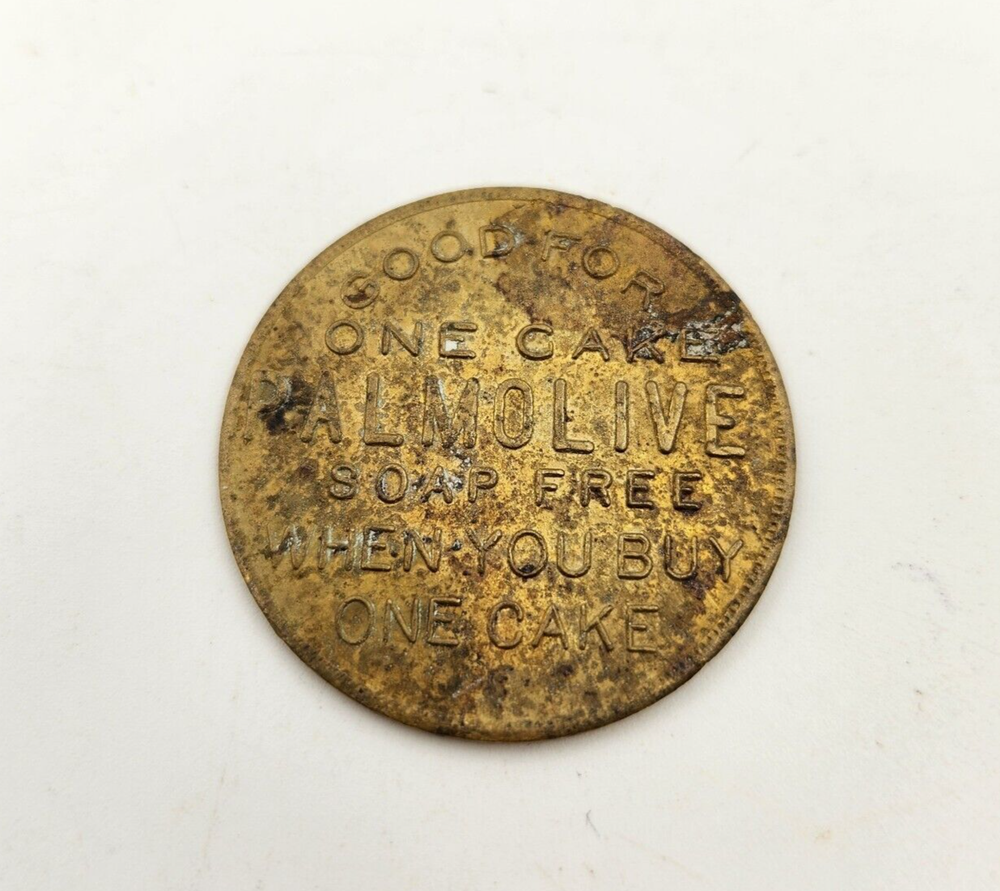 GOOD FOR
ONE CAKE
PALMOLIVE
SOAP FREE
WHEN YOU BUY
ONE CAKE